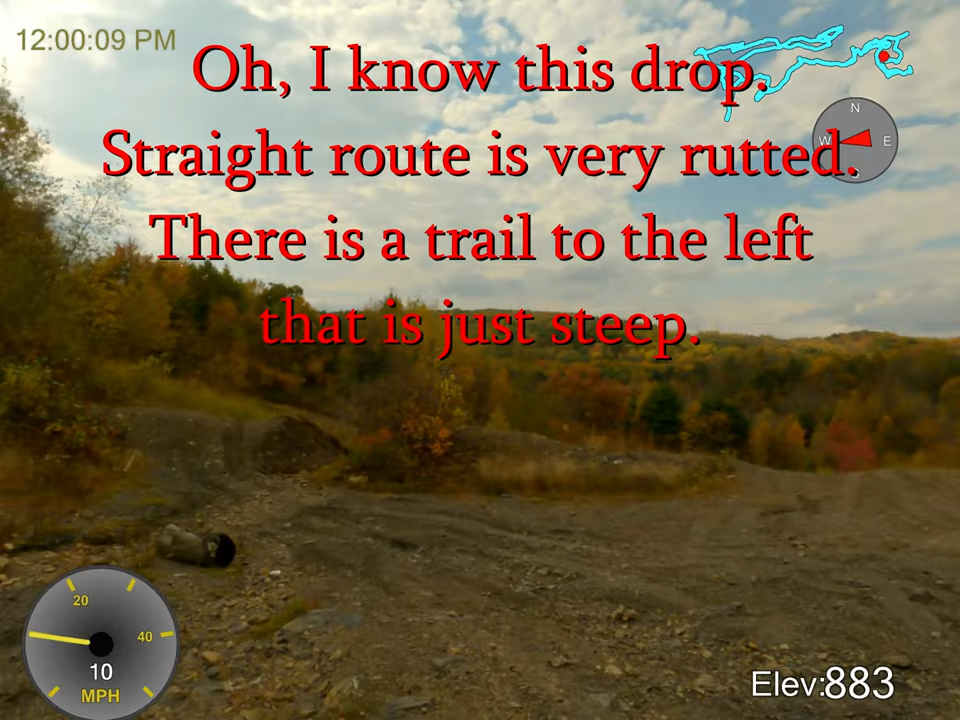 12:00:09 PM
Oh, I know this drop.
Straight route is very rutted.
There is a trail to the left
that is just steep.
N
W E
S
20
40
10
MPH
Elev:883